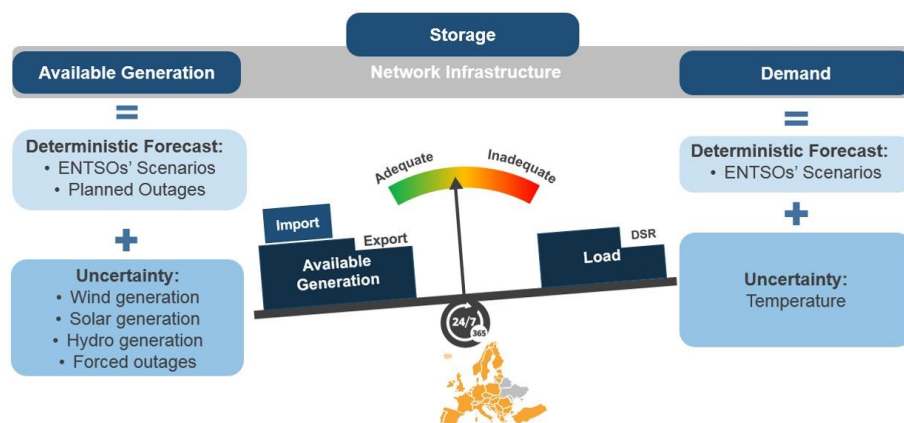 Storage
Network Infrastructure
Available Generation
=
Deterministic Forecast:
• ENTSOs’ Scenarios
• Planned Outages
+
Uncertainty:
• Wind generation
• Solar generation
• Hydro generation
• Forced outages
Adequate
Inadequate
Import
Export
Available
Generation
Load
DSR
24/7
365
Demand
=
Deterministic Forecast:
• ENTSOs’ Scenarios
+
Uncertainty:
Temperature